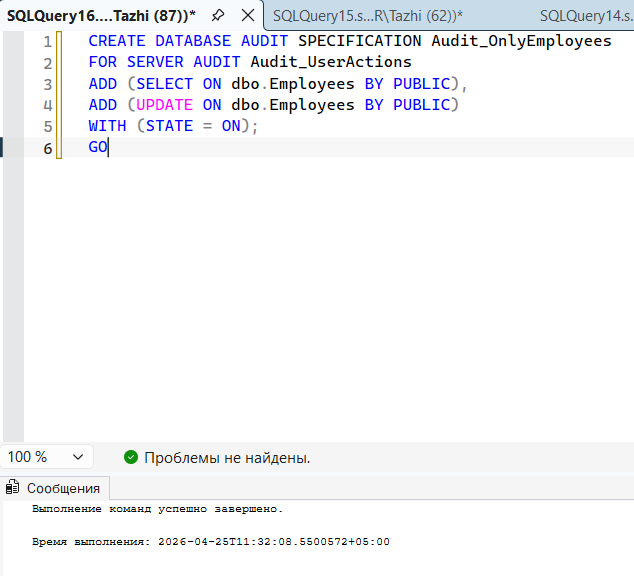 SQLQuery16....Tazhi (87))* SQLQuery15.s...R\Tazhi (62))* SQLQuery14.s.
1 CREATE DATABASE AUDIT SPECIFICATION Audit_OnlyEmployees
2 FOR SERVER AUDIT Audit_UserActions
3 ADD (SELECT ON dbo.Employees BY PUBLIC),
4 ADD (UPDATE ON dbo.Employees BY PUBLIC)
5 WITH (STATE = ON);
6 GO
100 % Проблемы не найдены.
Сообщения
Выполнение команд успешно завершено.
Время выполнения: 2026-04-25T11:32:08.5500572+05:00